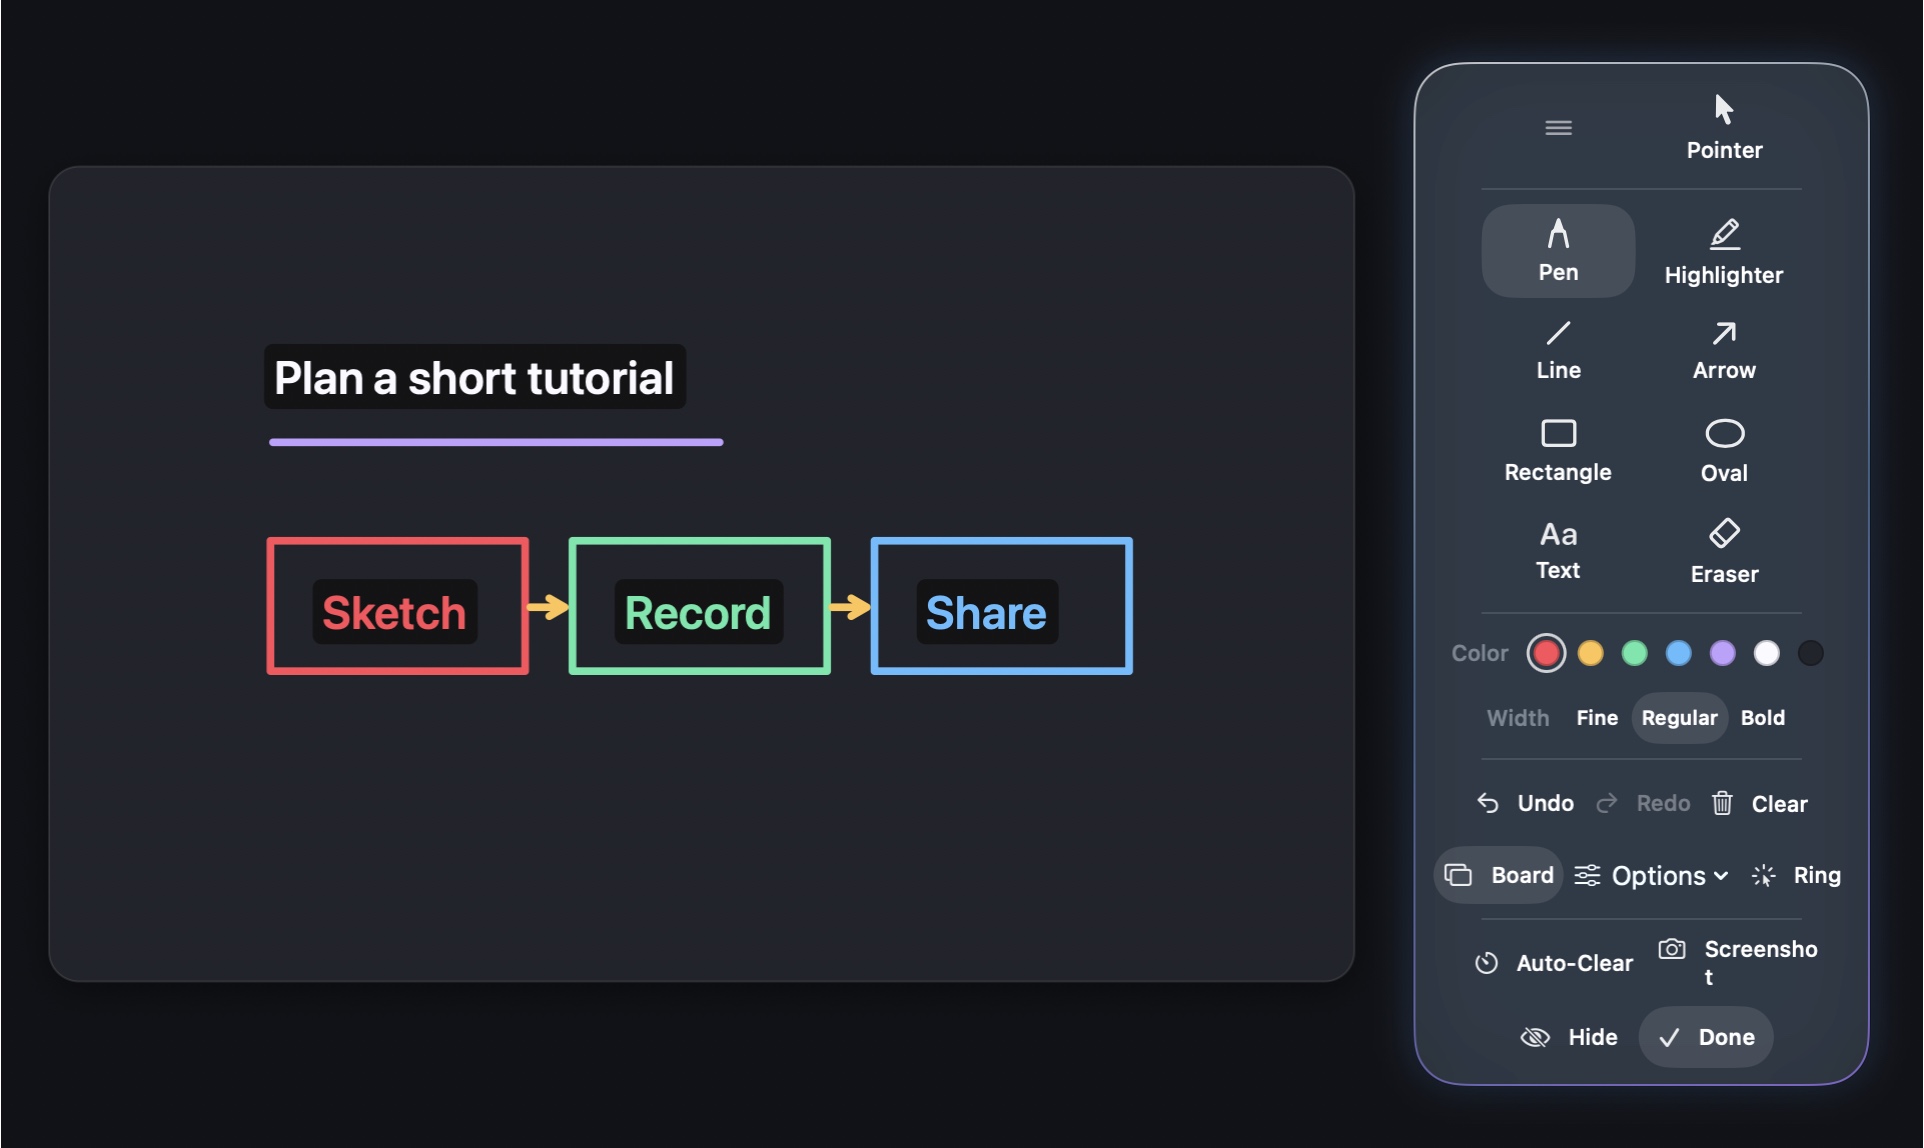 Plan a short tutorial
Sketch
Record
Share
Pointer
Pen
Highlighter
Line
Arrow
Rectangle
Oval
Aa
Text
Eraser
Color
Width Fine Regular Bold
Undo Redo Clear
Board Options Ring
Auto-Clear
Screensho
t
Hide
Done